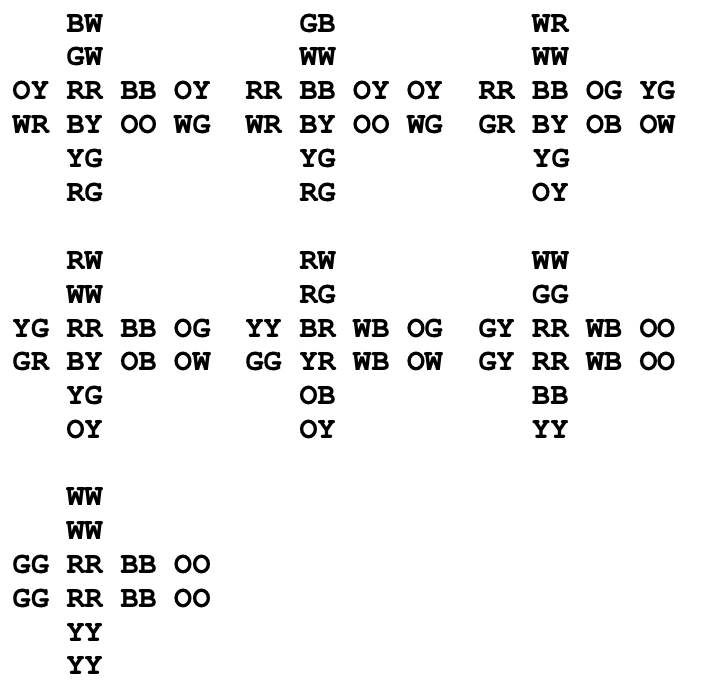 BW GB WR
GW WW WW
OY RR BB OY RR BB OY OY RR BB OG YG
WR BY OO WG WR BY OO WG GR BY OB OW
YG YG YG
RG RG OY
RW RW WW
WW RG GG
YG RR BB OG YY BR WB OG GY RR WB OO
GR BY OB OW GG YR WB OW GY RR WB OO
YG OB BB
OY OY YY
WW
WW
GG RR BB OO
GG RR BB OO
YY
YY